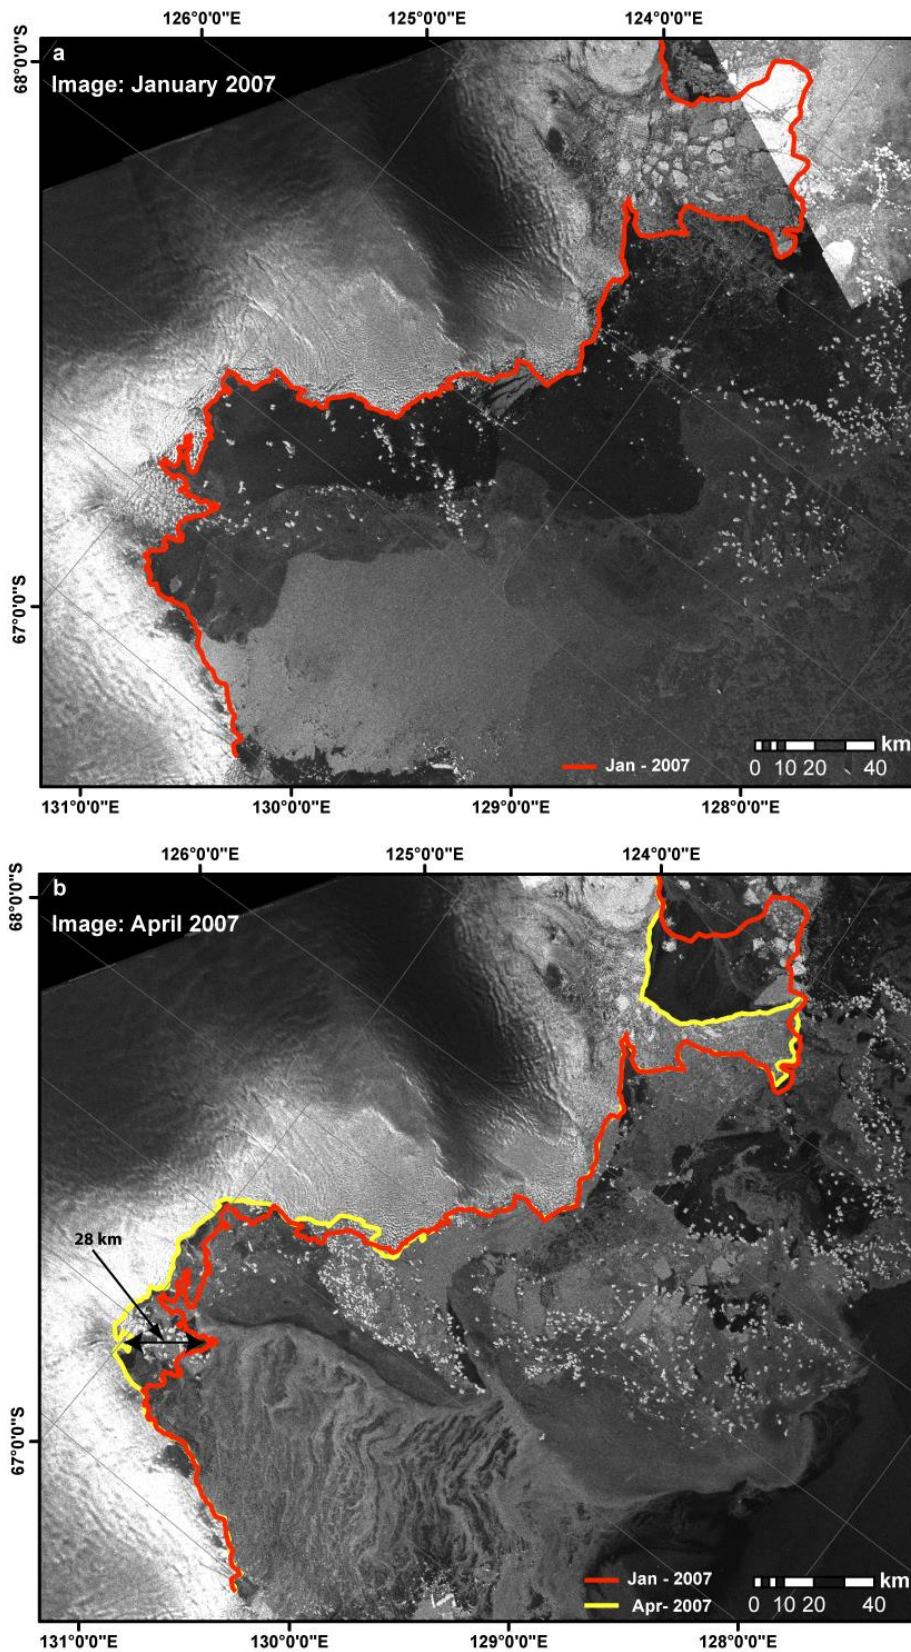 126°0'0"E 125°0'0"E 124°0'0"E
68°0'0"S
a
Image: January 2007
67°0'0"S
km
Jan - 2007
0 10 20 40
131°0'0"E 130°0'0"E 129°0'0"E 128°0'0"E
126°0'0"E 125°0'0"E 124°0'0"E
68°0'0"S
b
Image: April 2007
28 km
67°0'0"S
Jan - 2007
km
Apr- 2007
0 10 20 40
131°0'0"E 130°0'0"E 129°0'0"E 128°0'0"E